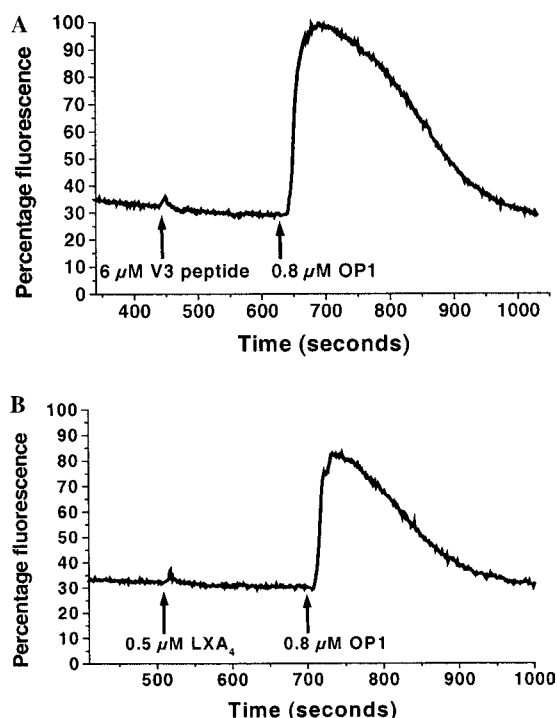 A
Percentage fluorescence
100
90
80
70
60
50
40
30
20
10
0
6 µM V3 peptide
0.8 µM OP1
400 500 600 700 800 900 1000
Time (seconds)
B
Percentage fluorescence
100
90
80
70
60
50
40
30
20
10
0
0.5 µM LXA₄
0.8 µM OP1
500 600 700 800 900 1000
Time (seconds)